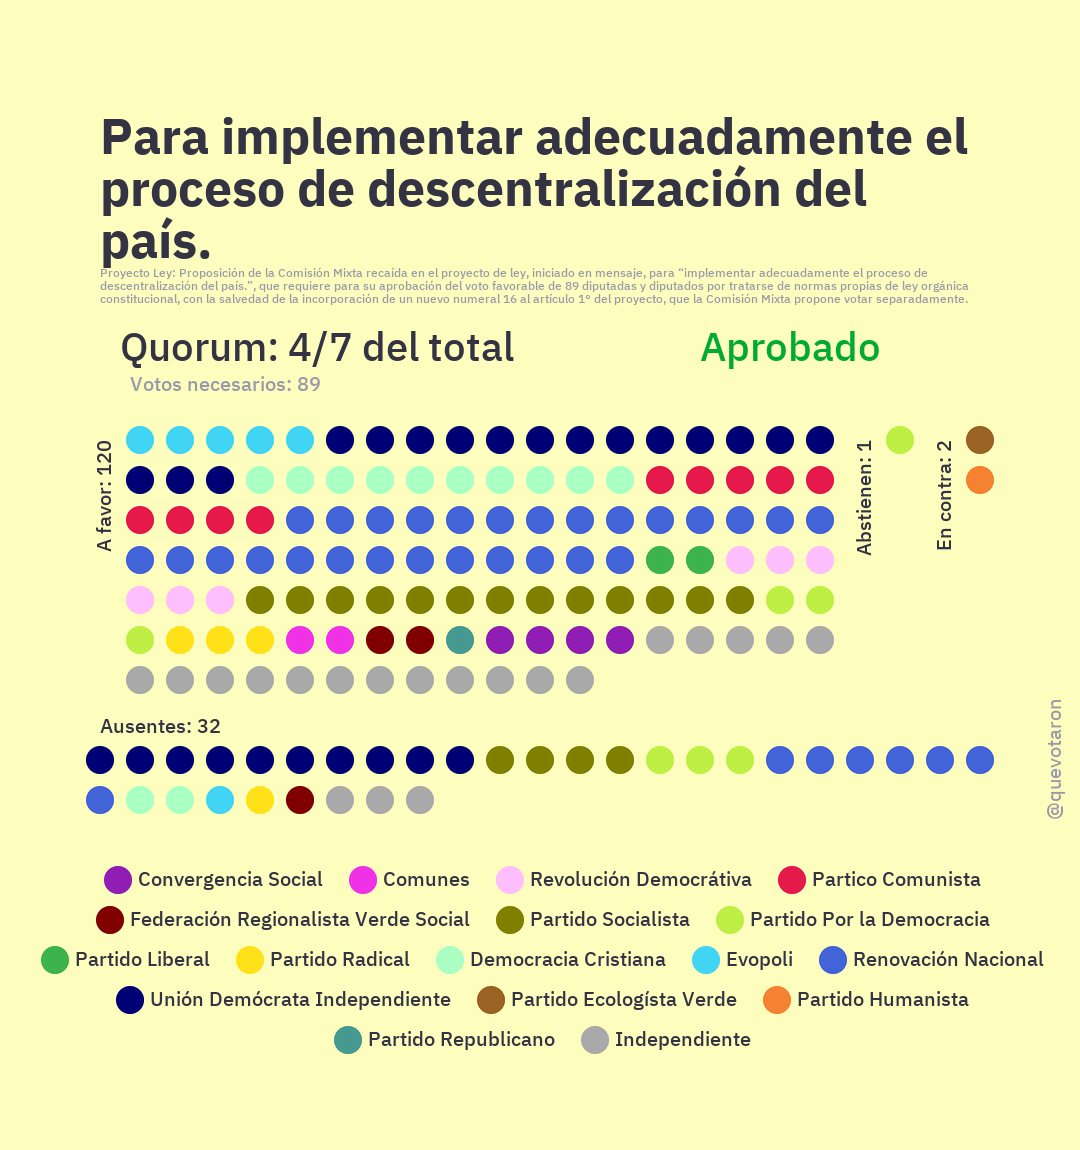 Para implementar adecuadamente el
proceso de descentralización del
país.
Proyecto Ley: Proposición de la Comisión Mixta recaída en el proyecto de ley, iniciado en mensaje, para “implementar adecuadamente el proceso de
descentralización del país.”, que requiere para su aprobación del voto favorable de 89 diputadas y diputados por tratarse de normas propias de ley orgánica
constitucional, con la salvedad de la incorporación de un nuevo numeral 16 al artículo 1° del proyecto, que la Comisión Mixta propone votar separadamente.
Quorum: 4/7 del total
Aprobado
Votos necesarios: 89
A favor: 120
Abstienen: 1
En contra: 2
Ausentes: 32
@quevotaron
Convergencia Social
Comunes
Revolución Democrátiva
Partico Comunista
Federación Regionalista Verde Social
Partido Socialista
Partido Por la Democracia
Partido Liberal
Partido Radical
Democracia Cristiana
Evopoli
Renovación Nacional
Unión Demócrata Independiente
Partido Ecologísta Verde
Partido Humanista
Partido Republicano
Independiente